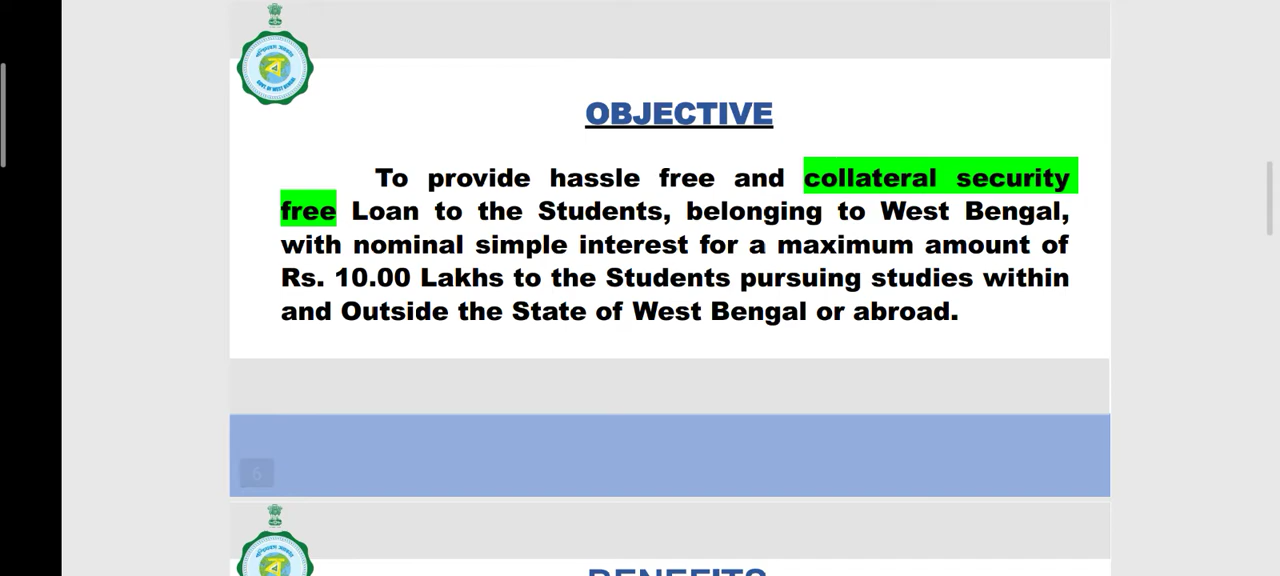 OBJECTIVE
To provide hassle free and collateral security
free Loan to the Students, belonging to West Bengal,
with nominal simple interest for a maximum amount of
Rs. 10.00 Lakhs to the Students pursuing studies within
and Outside the State of West Bengal or abroad.
6
BENEFITS